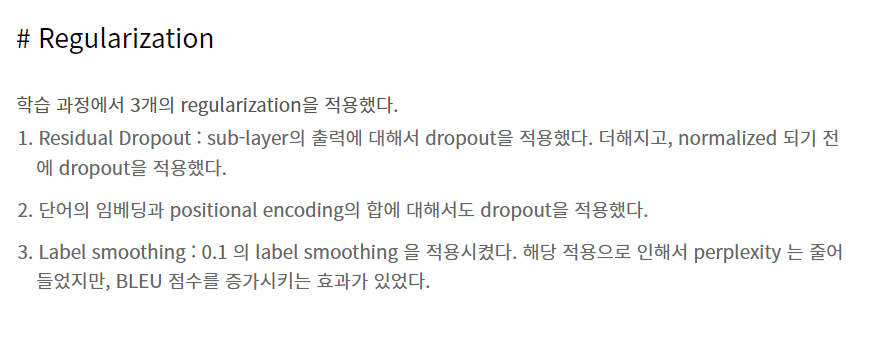 # Regularization
학습 과정에서 3개의 regularization을 적용했다.
1. Residual Dropout : sub-layer의 출력에 대해서 dropout을 적용했다. 더해지고, normalized 되기 전
에 dropout을 적용했다.
2. 단어의 임베딩과 positional encoding의 합에 대해서도 dropout을 적용했다.
3. Label smoothing : 0.1 의 label smoothing 을 적용시켰다. 해당 적용으로 인해서 perplexity 는 줄어
들었지만, BLEU 점수를 증가시키는 효과가 있었다.